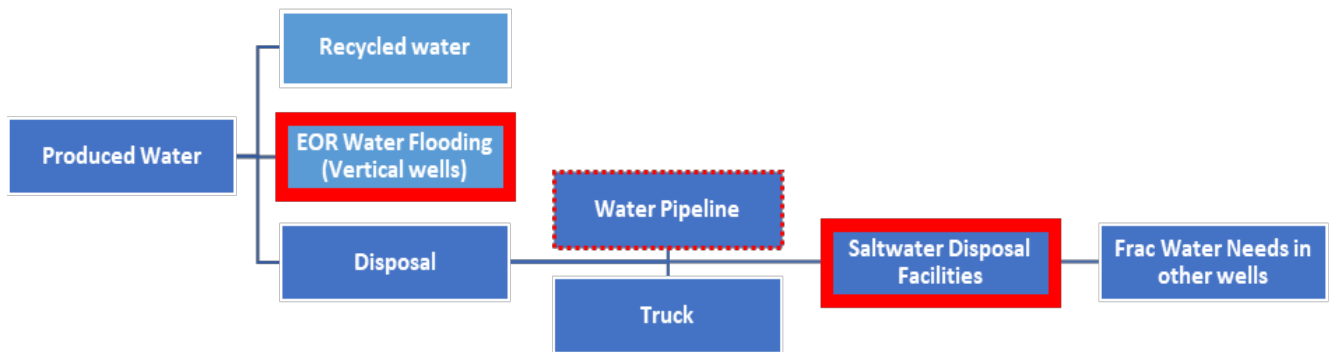 Recycled water
Produced Water
EOR Water Flooding
(Vertical wells)
Disposal
Water Pipeline
Truck
Saltwater Disposal
Facilities
Frac Water Needs in
other wells